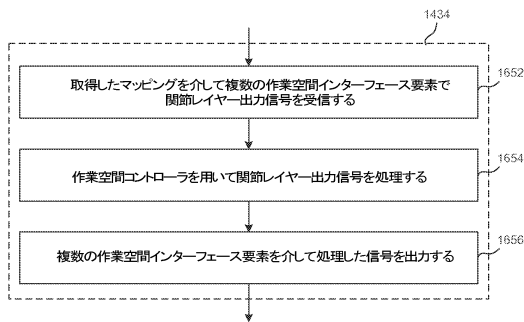 1434
取得したマッピングを介して複数の作業空間インターフェース要素で
関節レイヤー出力信号を受信する
1652
作業空間コントローラを用いて関節レイヤー出力信号を処理する
1654
複数の作業空間インターフェース要素を介して処理した信号を出力する
1656